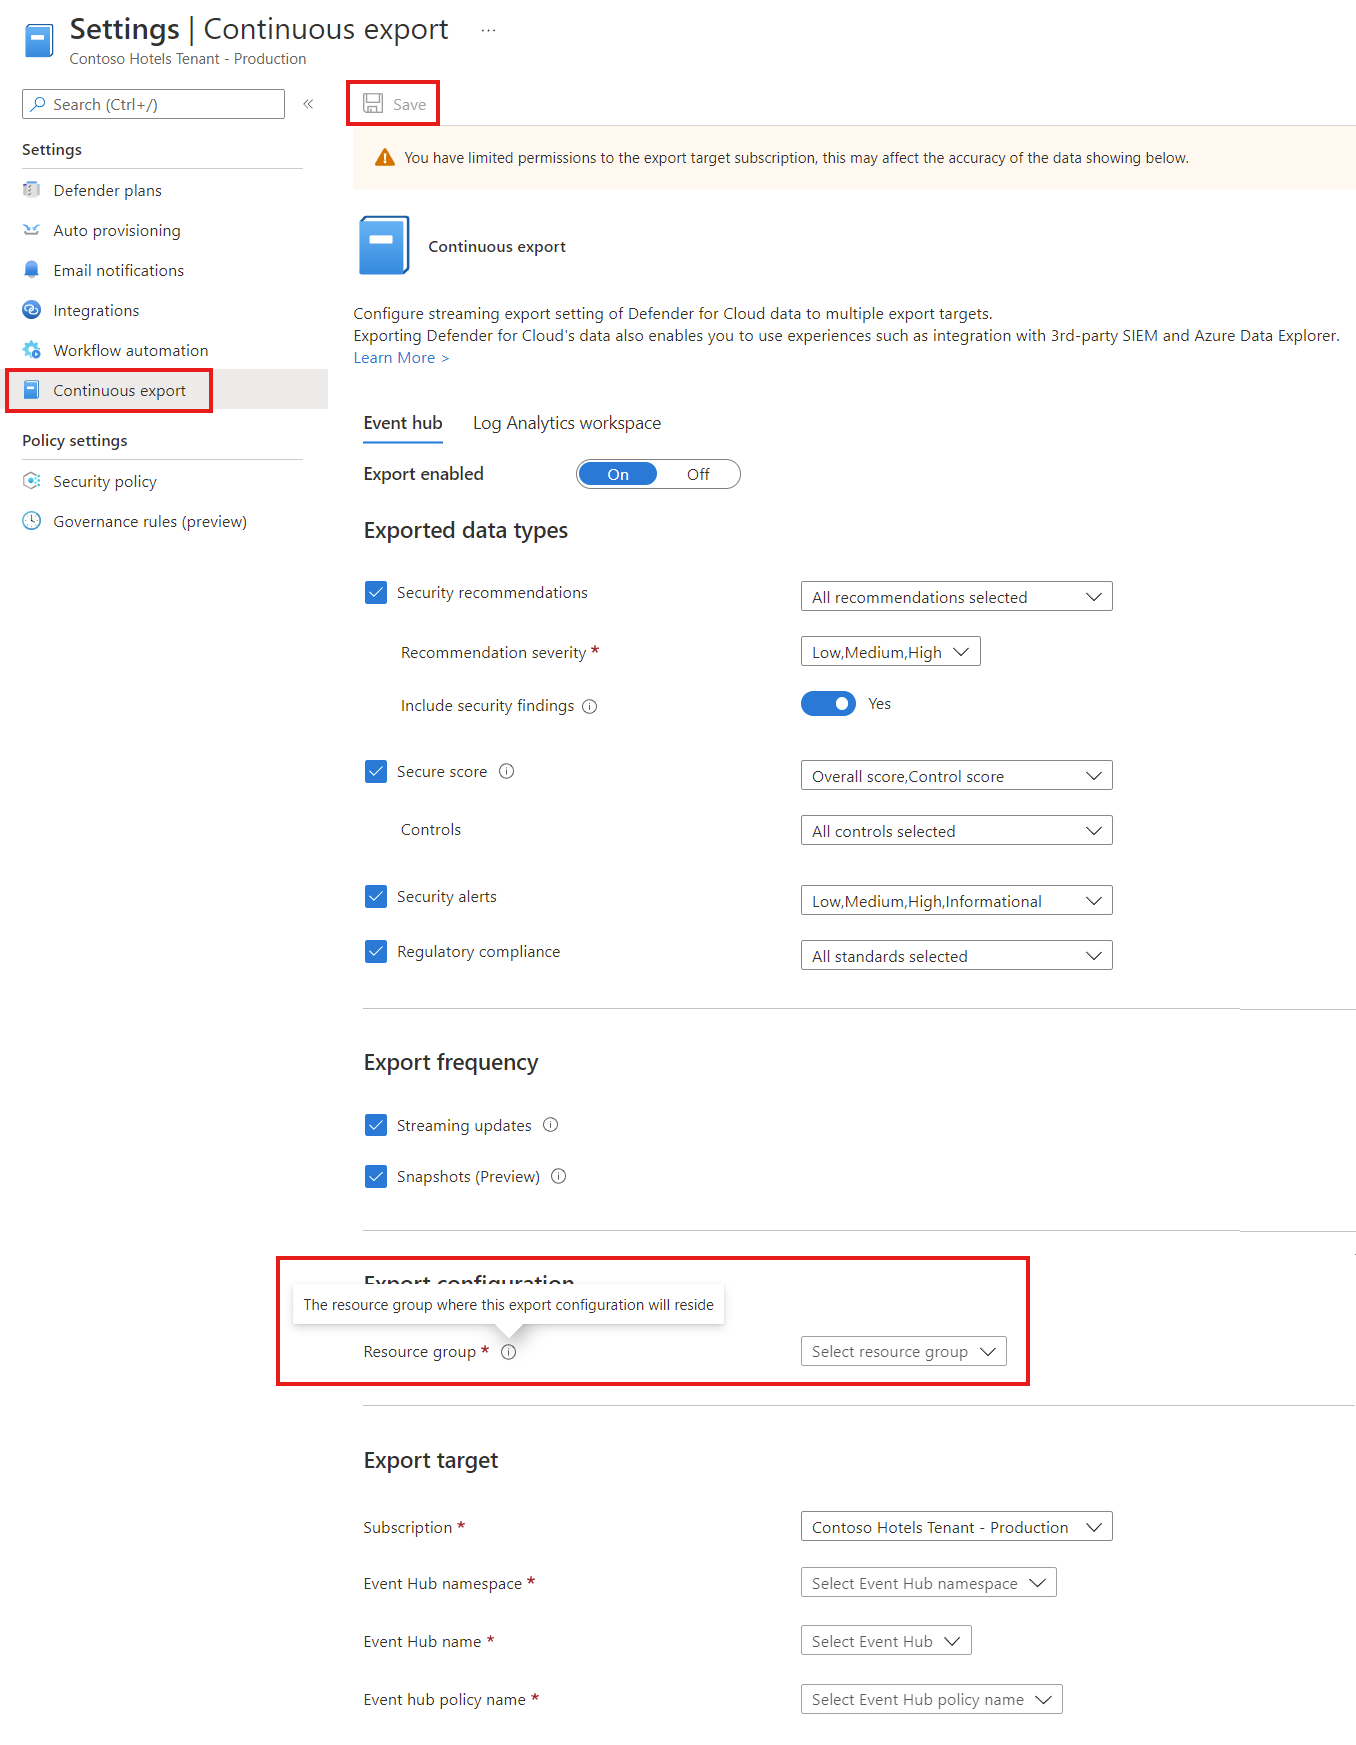 Settings | Continuous export ...
Contoso Hotels Tenant - Production
Search (Ctrl+/)
«
Save
Settings
Defender plans
Auto provisioning
Email notifications
Integrations
Workflow automation
Continuous export
Policy settings
Security policy
Governance rules (preview)
You have limited permissions to the export target subscription, this may affect the accuracy of the data showing below.
Continuous export
Configure streaming export setting of Defender for Cloud data to multiple export targets.
Exporting Defender for Cloud's data also enables you to use experiences such as integration with 3rd-party SIEM and Azure Data Explorer.
Learn More >
Event hub Log Analytics workspace
Export enabled On Off
Exported data types
Security recommendations All recommendations selected
Recommendation severity * Low,Medium,High
Include security findings Yes
Secure score Overall score,Control score
Controls All controls selected
Security alerts Low,Medium,High,Informational
Regulatory compliance All standards selected
Export frequency
Streaming updates
Snapshots (Preview)
Export configuration
The resource group where this export configuration will reside
Resource group * Select resource group
Export target
Subscription * Contoso Hotels Tenant - Production
Event Hub namespace * Select Event Hub namespace
Event Hub name * Select Event Hub
Event hub policy name * Select Event Hub policy name